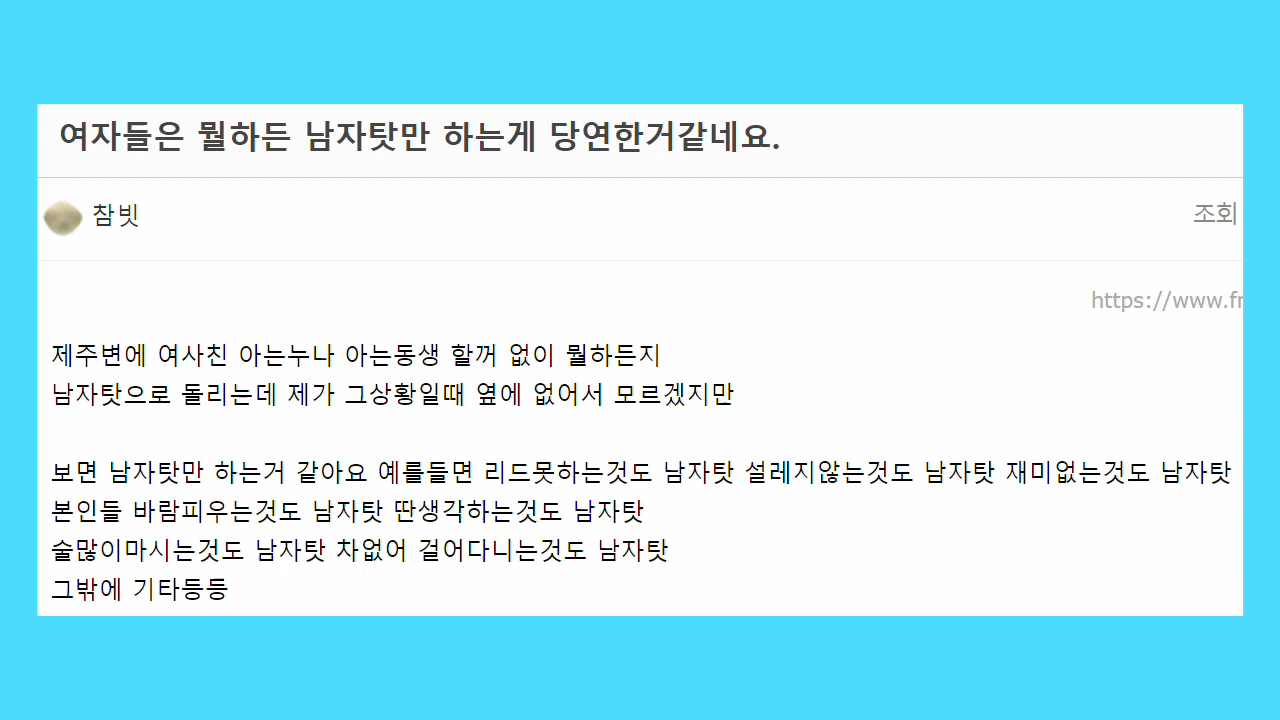 여자들은 뭘하든 남자탓만 하는게 당연한거같네요.
참빗
조회
https://www.fr
제주변에 여사친 아는누나 아는동생 할꺼 없이 뭘하든지
남자탓으로 돌리는데 제가 그상황일때 옆에 없어서 모르겠지만
보면 남자탓만 하는거 같아요 예를들면 리드못하는것도 남자탓 설레지않는것도 남자탓 재미없는것도 남자탓
본인들 바람피우는것도 남자탓 딴생각하는것도 남자탓
술많이마시는것도 남자탓 차없어 걸어다니는것도 남자탓
그밖에 기타등등